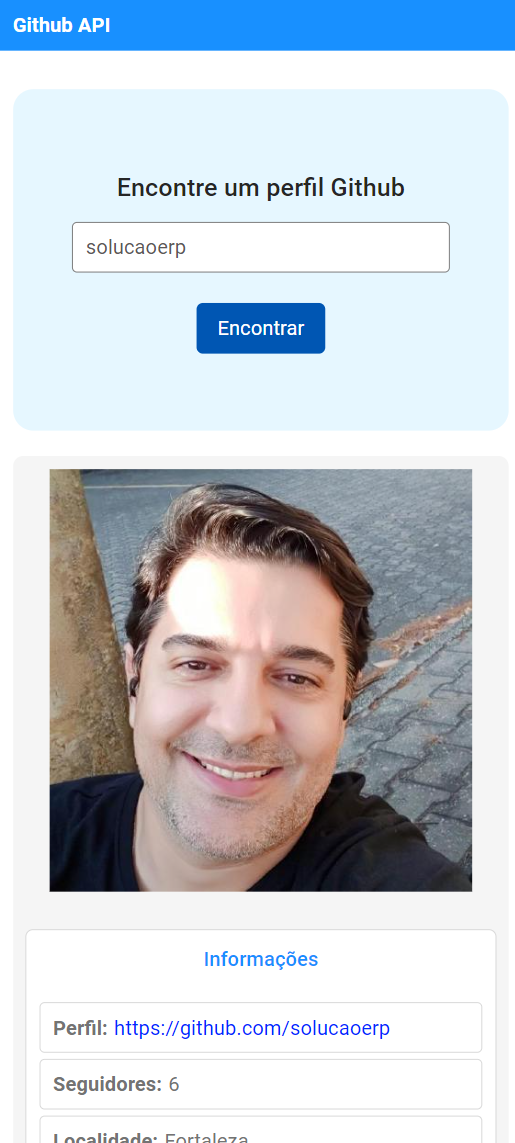 Github API
Encontre um perfil Github
solucaoerp
Encontrar
Informações
Perfil: https://github.com/solucaoerp
Seguidores: 6
Localidade: Fortaleza